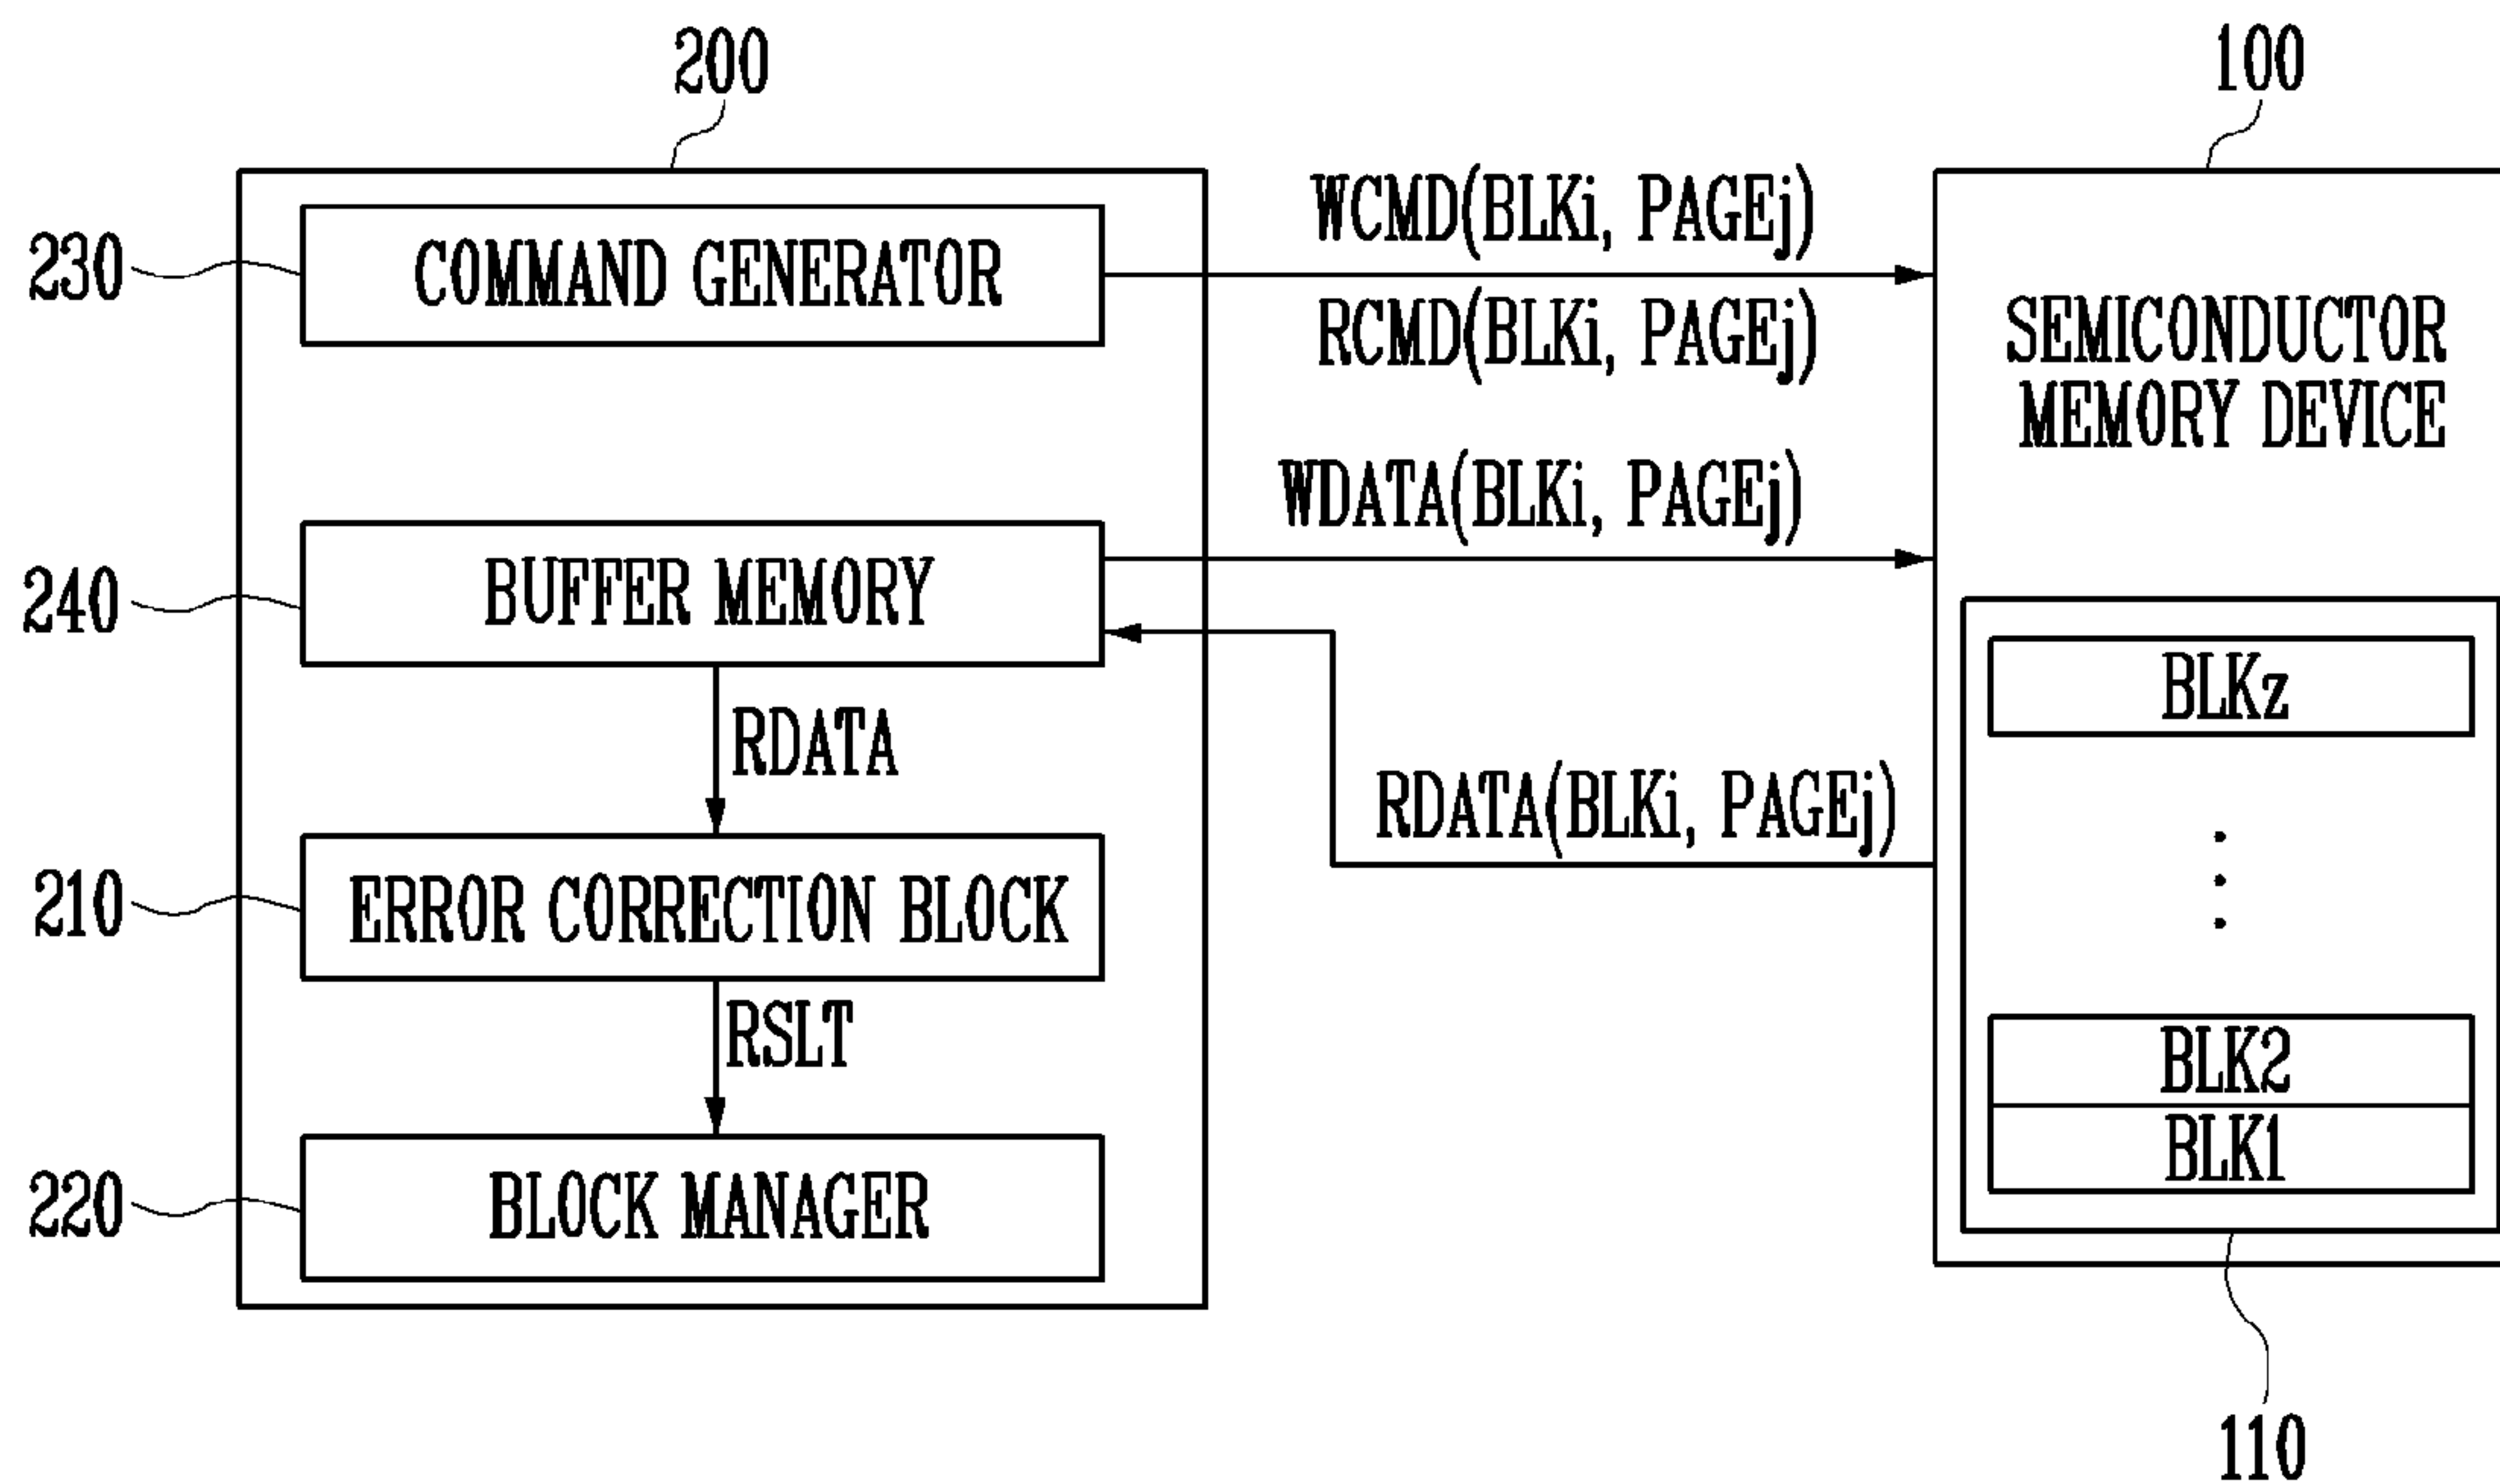 200
100
230
COMMAND GENERATOR
WCMD(BLKi, PAGEj)
RCMD(BLKi, PAGEj)
SEMICONDUCTOR
MEMORY DEVICE
240
BUFFER MEMORY
WDATA(BLKi, PAGEj)
RDATA
RDATA(BLKi, PAGEj)
BLKz
210
ERROR CORRECTION BLOCK
RSLT
BLK2
BLK1
220
BLOCK MANAGER
110